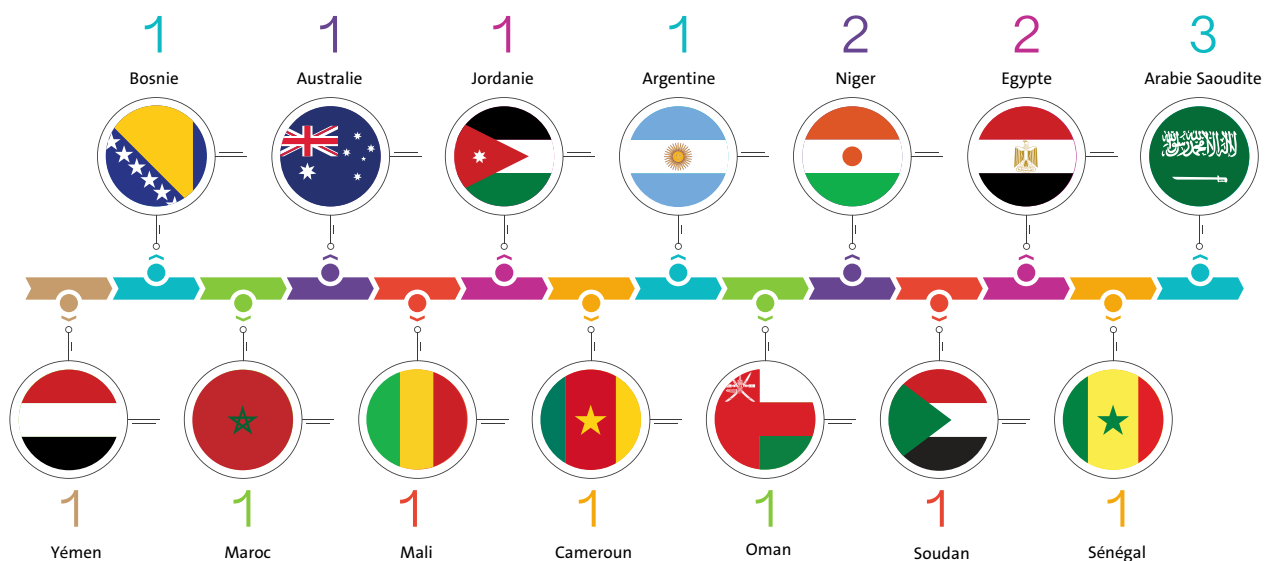 1 1 1 1 2 2 3
Bosnie Australie Jordanie Argentine Niger Egypte Arabie Saoudite
1 1 1 1 1 1 1
Yémen Maroc Mali Cameroun Oman Soudan Sénégal